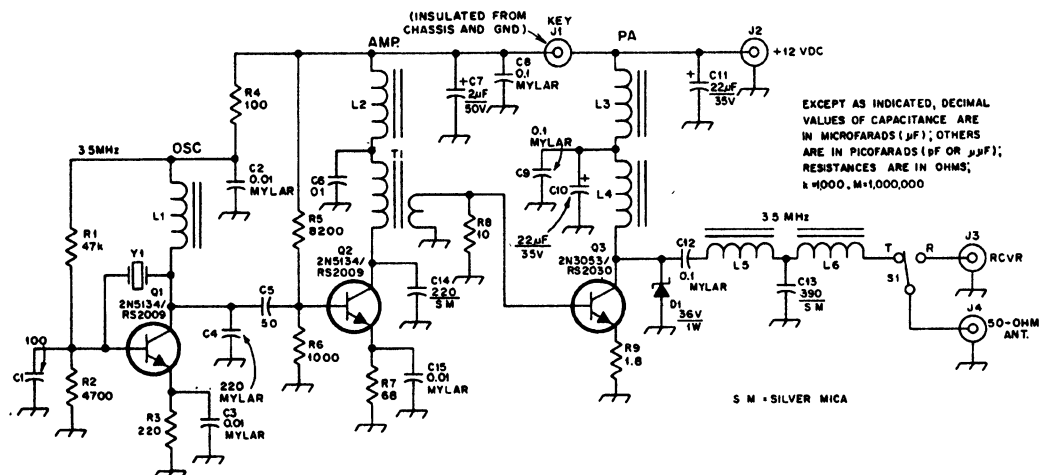 (INSULATED FROM
CHASSIS AND GND)
KEY
J1
AMP.
PA
J2
+12 VDC
R4
100
L2
C7
2µF
50V
C8
0.1
MYLAR
L3
C11
22µF
35V
EXCEPT AS INDICATED, DECIMAL
VALUES OF CAPACITANCE ARE
IN MICROFARADS (µF); OTHERS
ARE IN PICOFARADS (pF OR µµF);
RESISTANCES ARE IN OHMS;
k=1,000, M=1,000,000
3.5MHz
OSC
C2
0.01
MYLAR
L1
C6
.01
T1
0.1
MYLAR
C9
C10
22µF
35V
L4
R1
47k
Y1
Q1
2N5134/
RS2009
R5
8200
Q2
2N5134/
RS2009
R8
10
Q3
2N3053/
RS2030
C12
0.1
MYLAR
3.5 MHz
L5
L6
T
R
S1
J3
RCVR
C5
50
C14
220
SM
D1
36V
1W
C13
390
SM
J4
50-OHM
ANT.
100
C1
R2
4700
C4
220
MYLAR
R6
1000
R7
68
C15
0.01
MYLAR
R9
1.8
R3
220
C3
0.01
MYLAR
S M = SILVER MICA